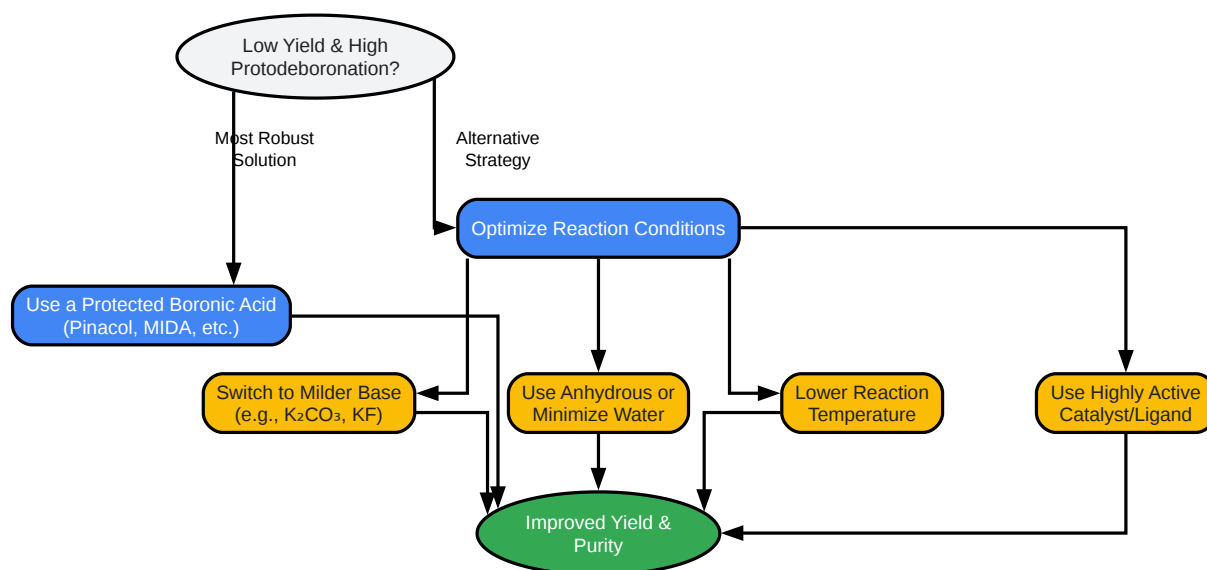 Low Yield & High
Protodeboronation?
Most Robust
Solution
Alternative
Strategy
Optimize Reaction Conditions
Use a Protected Boronic Acid
(Pinacol, MIDA, etc.)
Switch to Milder Base
(e.g., K₂CO₃, KF)
Use Anhydrous or
Minimize Water
Lower Reaction
Temperature
Use Highly Active
Catalyst/Ligand
Improved Yield &
Purity